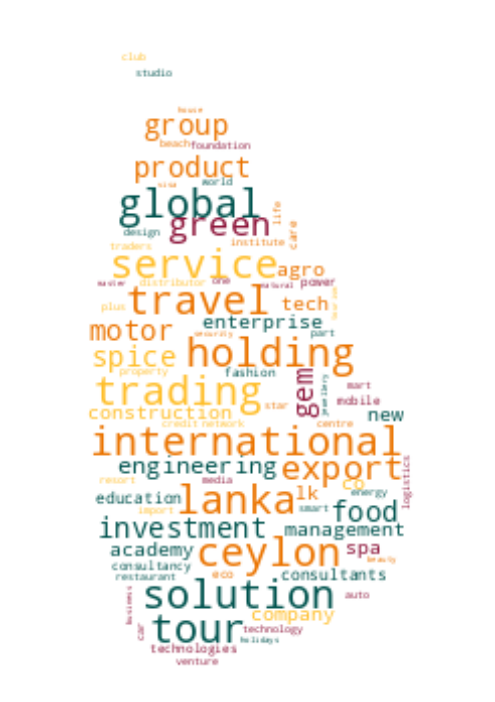 club
studio
house
group
beach foundation
product
visa world
global
green
life
design
care
institute
traders
service
agro
master distributor one natural power
travel
tech
plus
enterprise
motor
security part
spice
holding
property
fashion
trading
gem
jewellery
mart
mobile
star
construction
new
credit network
centre
international
engineering
export
logistics
resort
media
co
energy
education
lanka
lk
import
smart
food
investment
management
academy
ceylon
spa
beauty
consultancy
eco
restaurant
consultants
solution
auto
business
company
car
tour
technology
holidays
technologies
venture